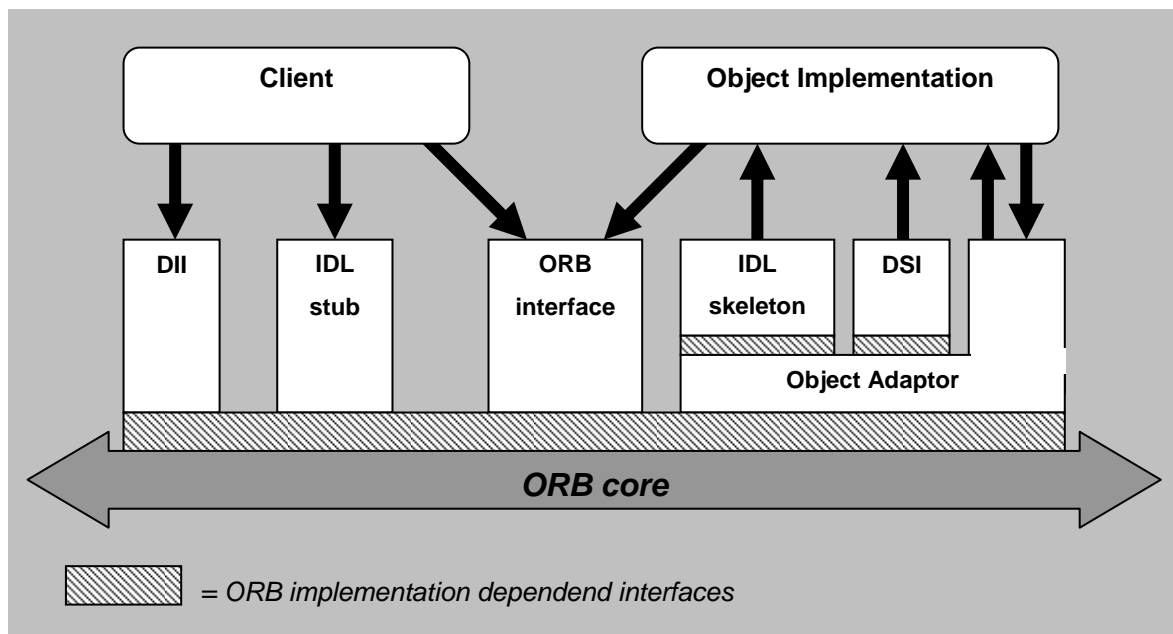 Client
Object Implementation
DII
IDL
stub
ORB
interface
IDL
skeleton
DSI
Object Adaptor
ORB core
= ORB implementation dependend interfaces